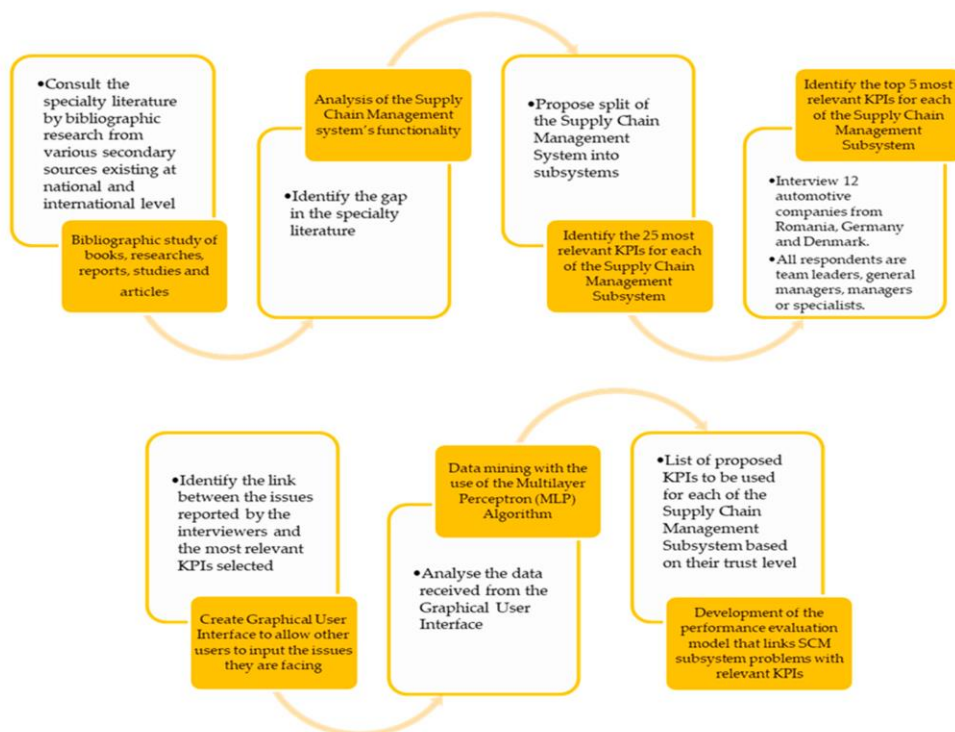 •Consult the
specialty literature
by bibliographic
research from
various secondary
sources existing at
national and
international level
Bibliographic study of
books, researches,
reports, studies and
articles
Analysis of the Supply
Chain Management
system's functionality
•Identify the gap
in the specialty
literature
•Propose split of
the Supply Chain
Management
System into
subsystems
Identify the 25 most
relevant KPIs for each
of the Supply Chain
Management
Subsystem
Identify the top 5 most
relevant KPIs for each
of the Supply Chain
Management
Subsystem
•Interview 12
automotive
companies from
Romania, Germany
and Denmark.
•All respondents are
team leaders, general
managers, managers
or specialists.
•Identify the link
between the issues
reported by the
interviewers and
the most relevant
KPIs selected
Create Graphical User
Interface to allow other
users to input the issues
they are facing
Data mining with the
use of the Multilayer
Perceptron (MLP)
Algorithm
•Analyse the data
received from the
Graphical User
Interface
•List of proposed
KPIs to be used
for each of the
Supply Chain
Management
Subsystem based
on their trust level
Development of the
performance evaluation
model that links SCM
subsystem problems with
relevant KPIs